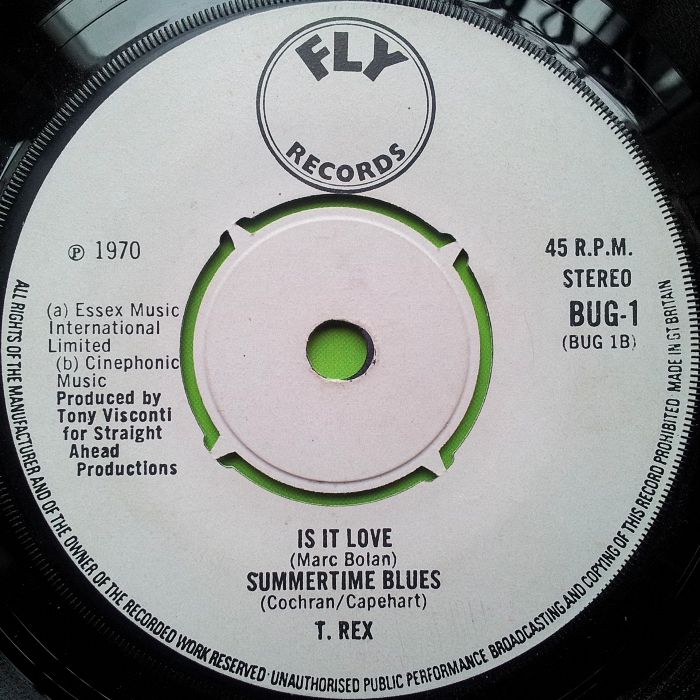 FLY
RECORDS
℗ 1970
45 R.P.M.
STEREO
BUG-1
(BUG 1B)
(a) Essex Music
International
Limited
(b) Cinephonic
Music
Produced by
Tony Visconti
for Straight
Ahead
Productions
IS IT LOVE
(Marc Bolan)
SUMMERTIME BLUES
(Cochran/Capehart)
T. REX
ALL RIGHTS OF THE MANUFACTURER AND OF THE OWNER OF THE RECORDED WORK RESERVED · UNAUTHORISED PUBLIC PERFORMANCE BROADCASTING AND COPYING OF THIS RECORD PROHIBITED MADE IN GT BRITAIN